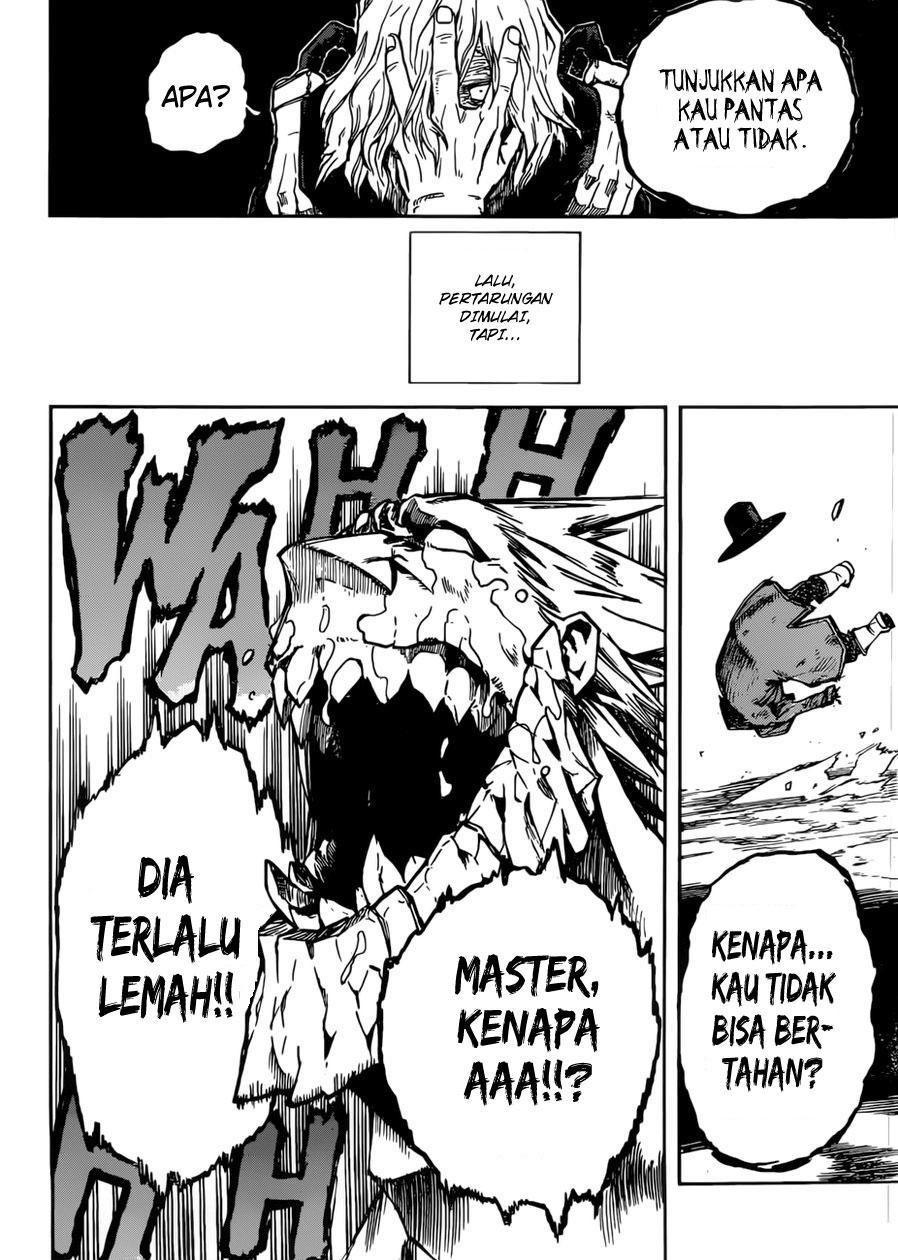 TUNJUKKAN APA
KAU PANTAS
ATAU TIDAK.
APA?
LALU,
PERTARUNGAN
DIMULAI,
TAPI...
KENAPA...
KAU TIDAK
BISA BER-
TAHAN?
WAHH
MASTER,
KENAPA
AAA!!?
DIA
TERLALU
LEMAH!!
HH